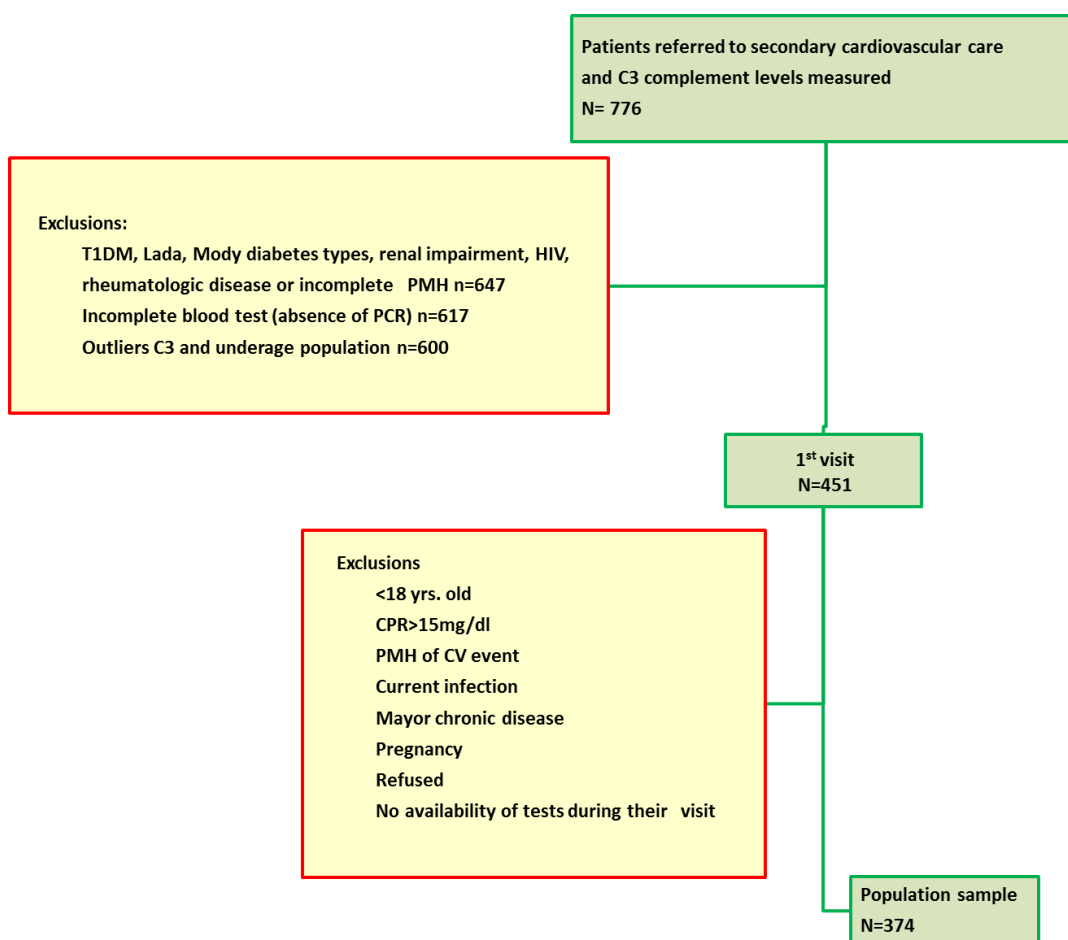 Patients referred to secondary cardiovascular care
and C3 complement levels measured
N= 776
Exclusions:
T1DM, Lada, Mody diabetes types, renal impairment, HIV,
rheumatologic disease or incomplete PMH n=647
Incomplete blood test (absence of PCR) n=617
Outliers C3 and underage population n=600
1st visit
N=451
Exclusions
<18 yrs. old
CPR>15mg/dl
PMH of CV event
Current infection
Mayor chronic disease
Pregnancy
Refused
No availability of tests during their visit
Population sample
N=374